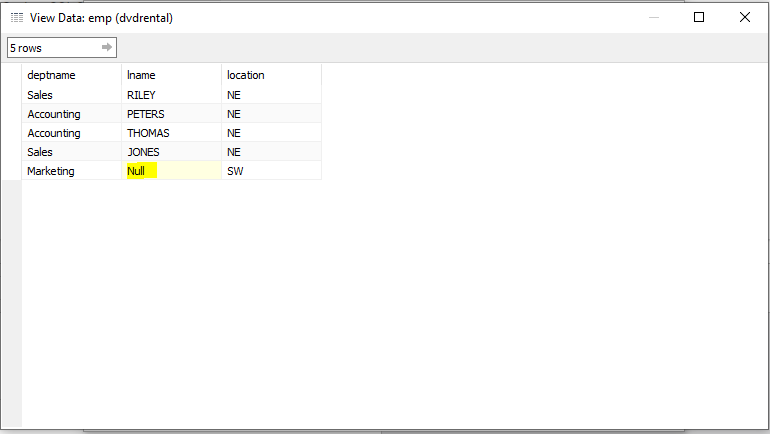 View Data: emp (dvdrental)
5 rows
deptname lname location
Sales RILEY NE
Accounting PETERS NE
Accounting THOMAS NE
Sales JONES NE
Marketing Null SW